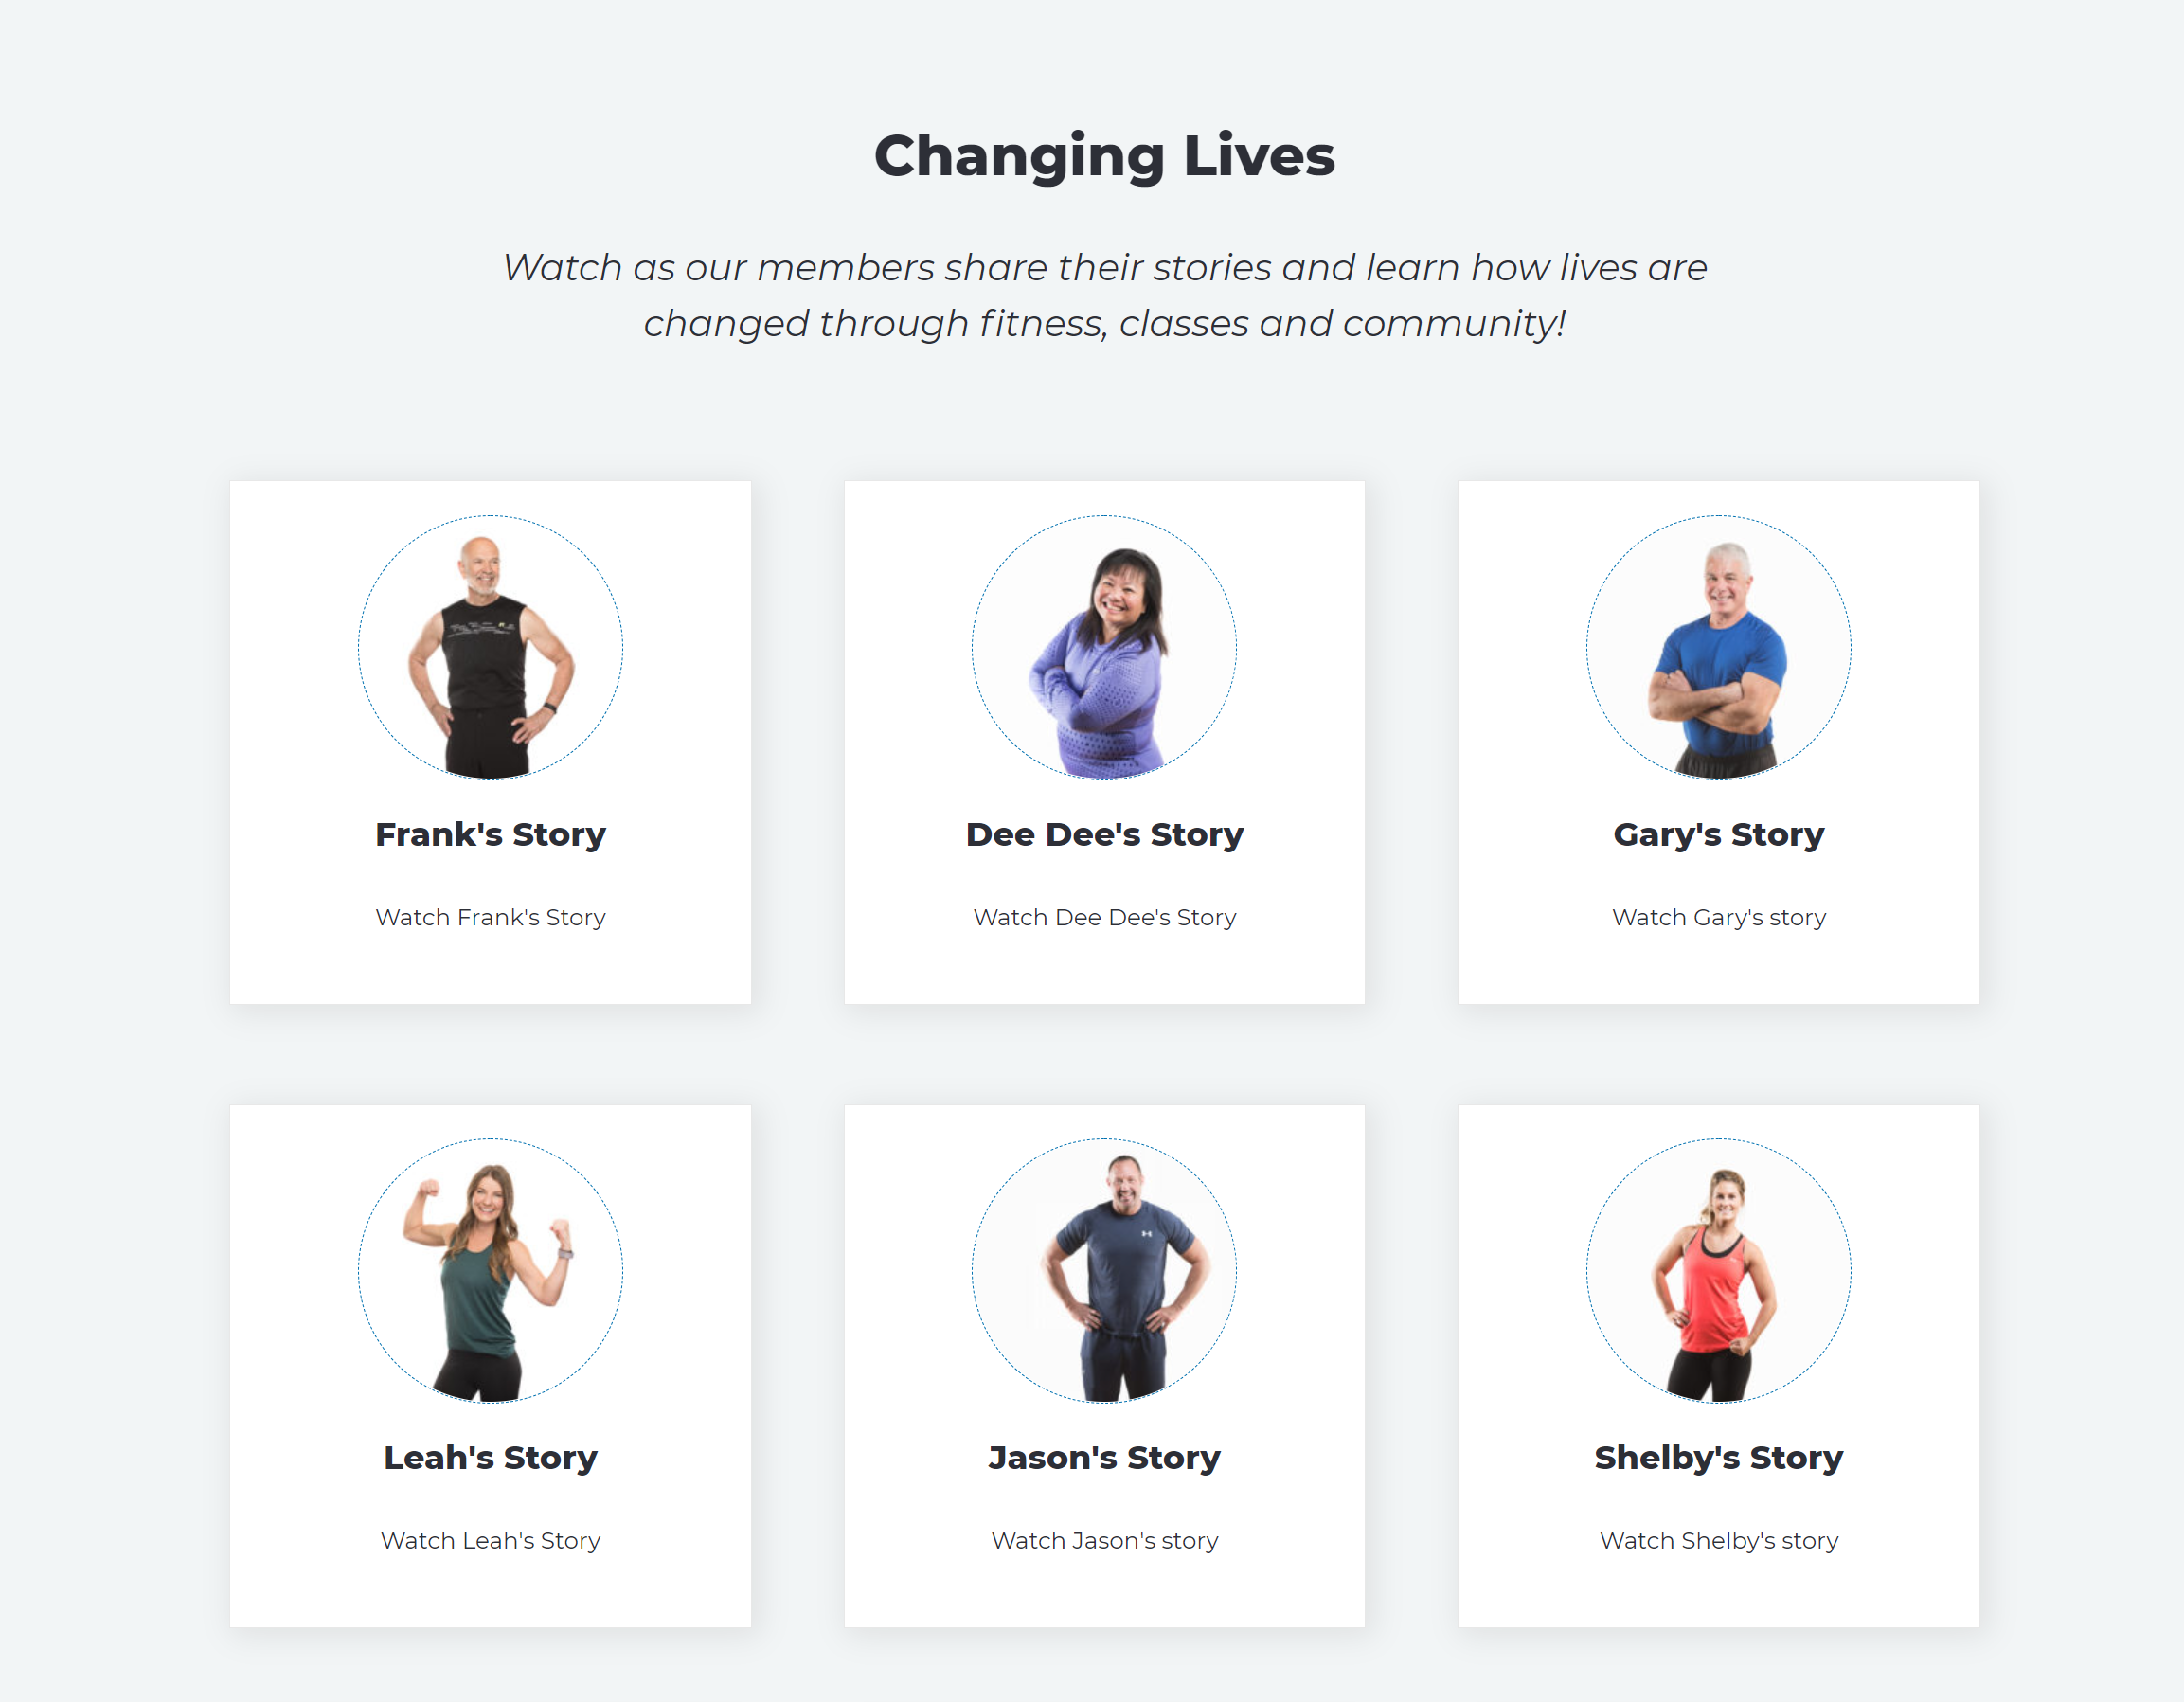 Changing Lives
Watch as our members share their stories and learn how lives are
changed through fitness, classes and community!
Frank's Story
Watch Frank's Story
Dee Dee's Story
Watch Dee Dee's Story
Gary's Story
Watch Gary's story
Leah's Story
Watch Leah's Story
Jason's Story
Watch Jason's story
Shelby's Story
Watch Shelby's story